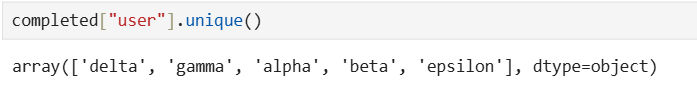 completed["user"].unique()
array(['delta', 'gamma', 'alpha', 'beta', 'epsilon'], dtype=object)